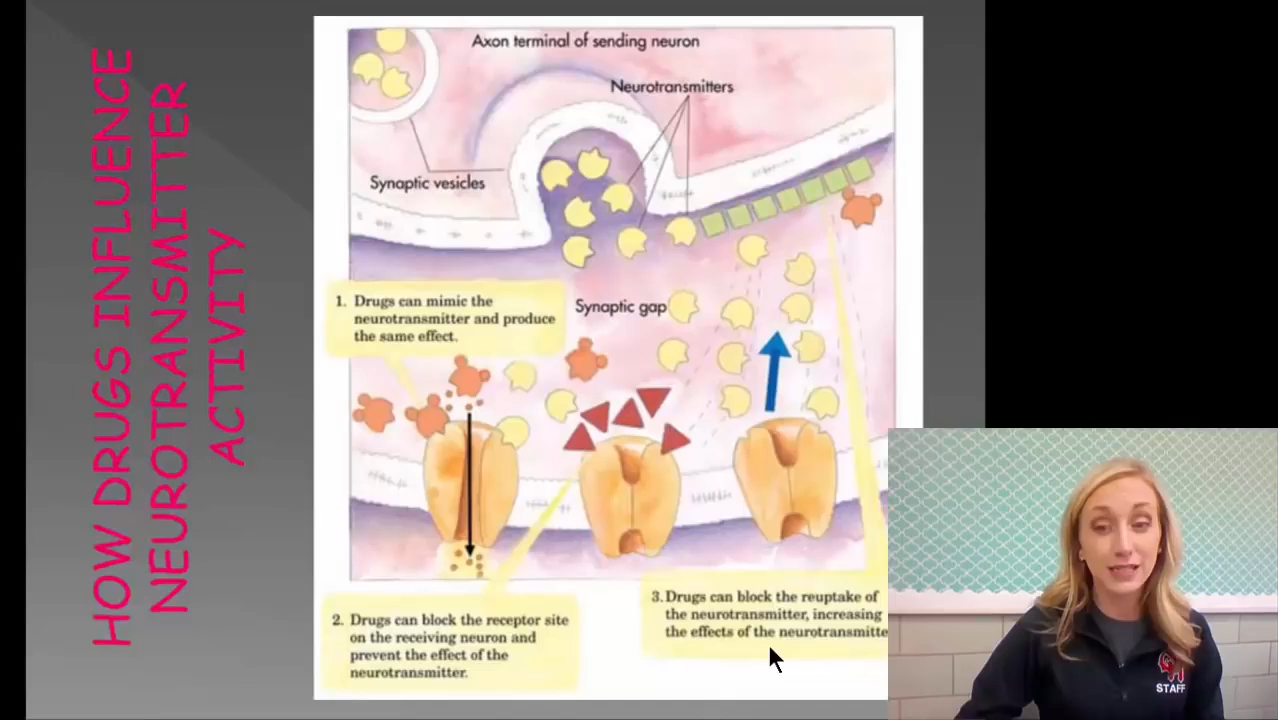 HOW DRUGS INFLUENCE
NEUROTRANSMITTER
ACTIVITY
Axon terminal of sending neuron
Neurotransmitters
Synaptic vesicles
1. Drugs can mimic the
neurotransmitter and produce
the same effect.
Synaptic gap
2. Drugs can block the receptor site
on the receiving neuron and
prevent the effect of the
neurotransmitter.
3. Drugs can block the reuptake of
the neurotransmitter, increasing
the effects of the neurotransmitte
STAFF